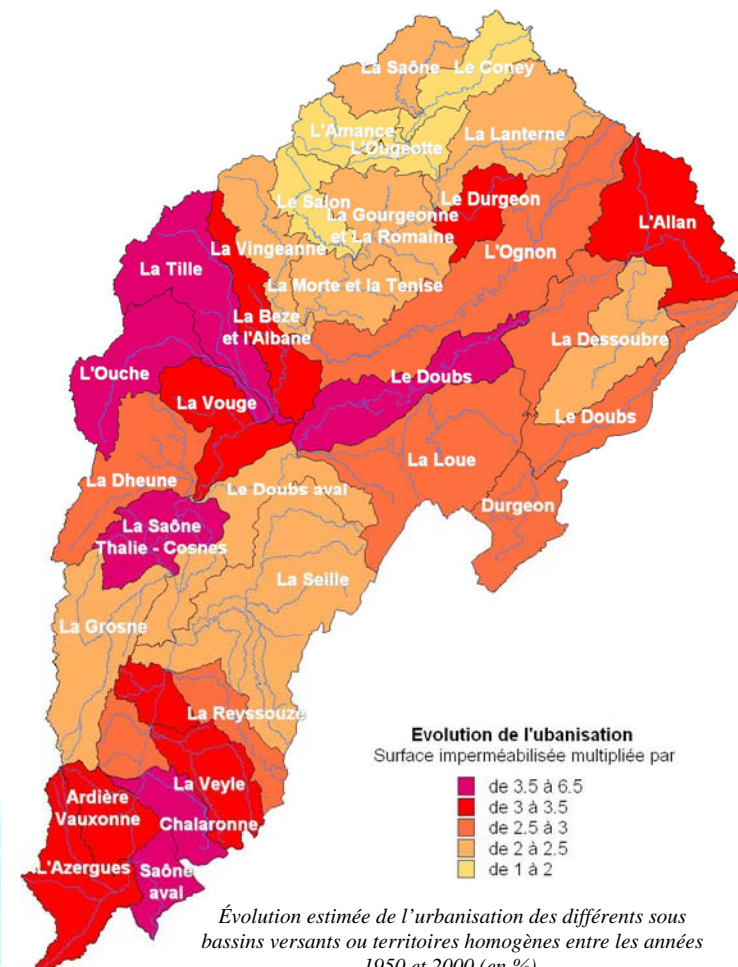 La Saône
Le Coney
L'Amance
L'Ougeotte
La Lanterne
Le Salon
La Gourgeonne
et La Romaine
Le Durgeon
L'Allan
La Vingeanne
L'Ognon
La Tille
La Morte et la Tenise
La Beze
et l'Albane
La Dessoubre
L'Ouche
Le Doubs
La Vouge
Le Doubs
La Loue
La Dheune
Le Doubs aval
Durgeon
La Saône
Thalie - Cosnes
La Seille
La Grosne
La Reyssouze
Evolution de l'ubanisation
Surface imperméabilisée multipliée par
de 3.5 à 6.5
de 3 à 3.5
de 2.5 à 3
de 2 à 2.5
de 1 à 2
La Veyle
Ardière
Vauxonne
Chalaronne
L'Azergues
Saône
aval
Évolution estimée de l'urbanisation des différents sous
bassins versants ou territoires homogènes entre les années
1950 et 2000 (en %)